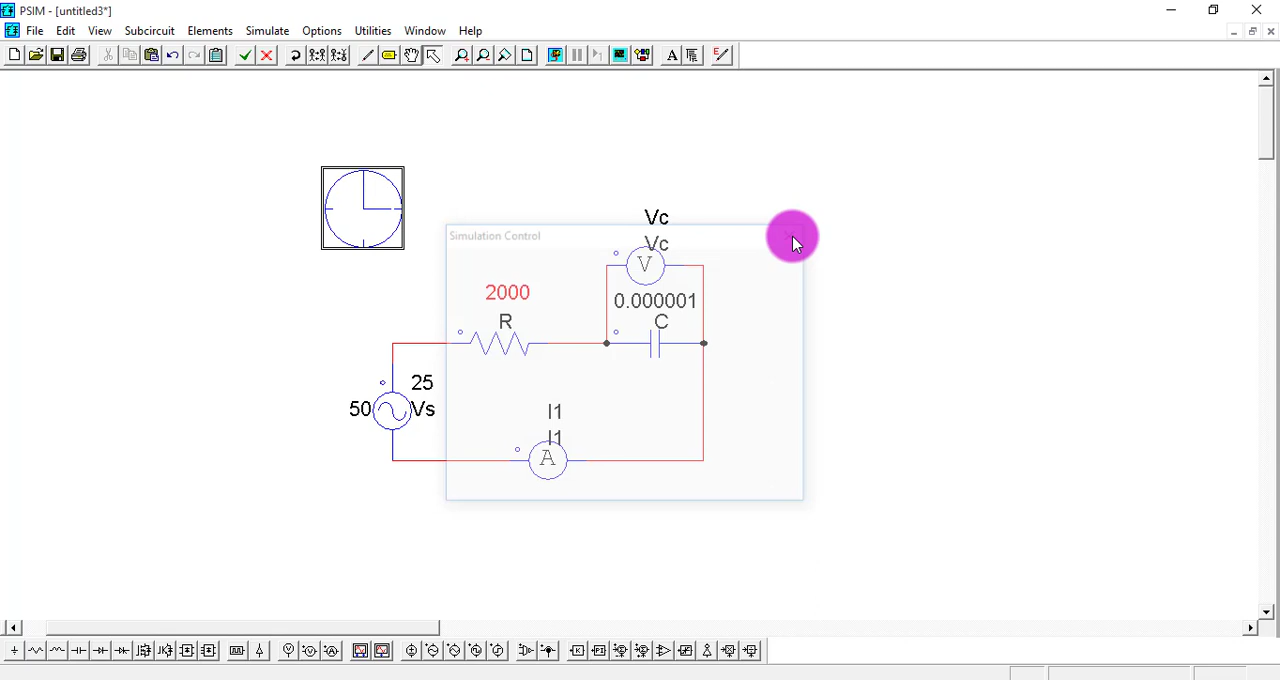 PSIM - [untitled3*]
File Edit View Subcircuit Elements Simulate Options Utilities Window Help
Vc
Simulation Control
Vc
V
2000
0.000001
R
C
25
50
Vs
I1
I1
A